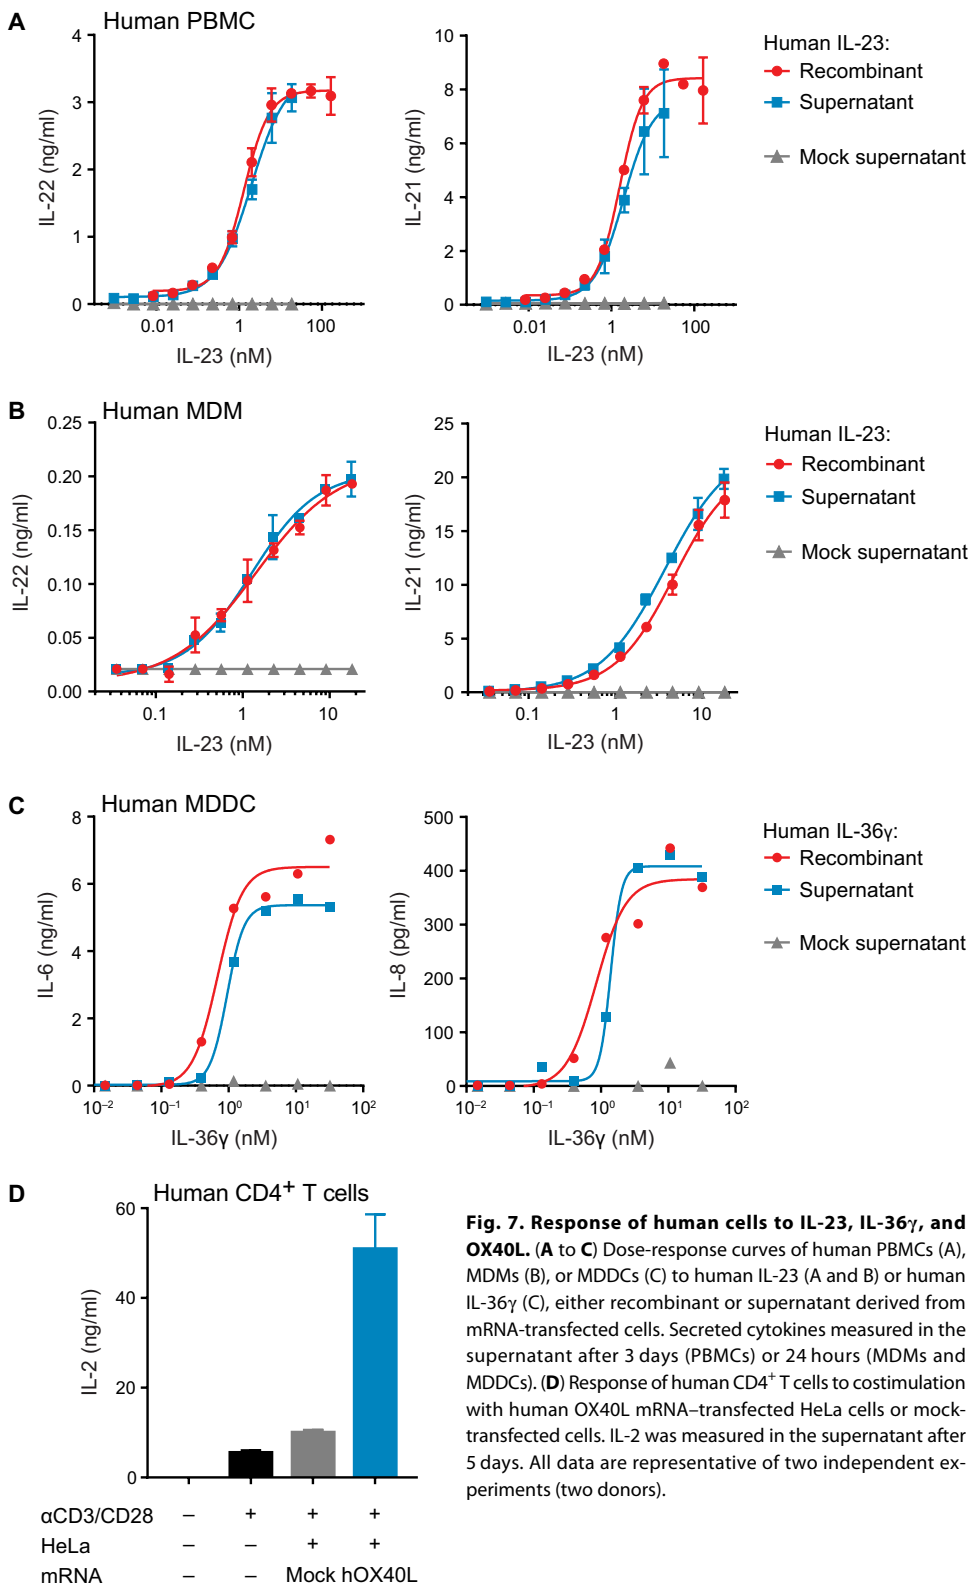 A
Human PBMC
4
3
2
1
0
IL-22 (ng/ml)
0.01
1
100
IL-23 (nM)
10
8
6
4
2
0
IL-21 (ng/ml)
0.01
1
100
IL-23 (nM)
Human IL-23:
Recombinant
Supernatant
Mock supernatant
B
Human MDM
0.25
0.20
0.15
0.10
0.05
0.00
IL-22 (ng/ml)
0.1
1
10
IL-23 (nM)
25
20
15
10
5
0
IL-21 (ng/ml)
0.1
1
10
IL-23 (nM)
Human IL-23:
Recombinant
Supernatant
Mock supernatant
C
Human MDDC
8
6
4
2
0
IL-6 (ng/ml)
10⁻²
10⁻¹
10⁰
10¹
10²
IL-36γ (nM)
500
400
300
200
100
0
IL-8 (pg/ml)
10⁻²
10⁻¹
10⁰
10¹
10²
IL-36γ (nM)
Human IL-36γ:
Recombinant
Supernatant
Mock supernatant
D
Human CD4⁺ T cells
60
40
20
0
IL-2 (ng/ml)
αCD3/CD28 – + + +
HeLa – – + +
mRNA – – Mock hOX40L
Fig. 7. Response of human cells to IL-23, IL-36γ, and
OX40L. (A to C) Dose-response curves of human PBMCs (A),
MDMs (B), or MDDCs (C) to human IL-23 (A and B) or human
IL-36γ (C), either recombinant or supernatant derived from
mRNA-transfected cells. Secreted cytokines measured in the
supernatant after 3 days (PBMCs) or 24 hours (MDMs and
MDDCs). (D) Response of human CD4⁺ T cells to costimulation
with human OX40L mRNA–transfected HeLa cells or mock-
transfected cells. IL-2 was measured in the supernatant after
5 days. All data are representative of two independent ex-
periments (two donors).